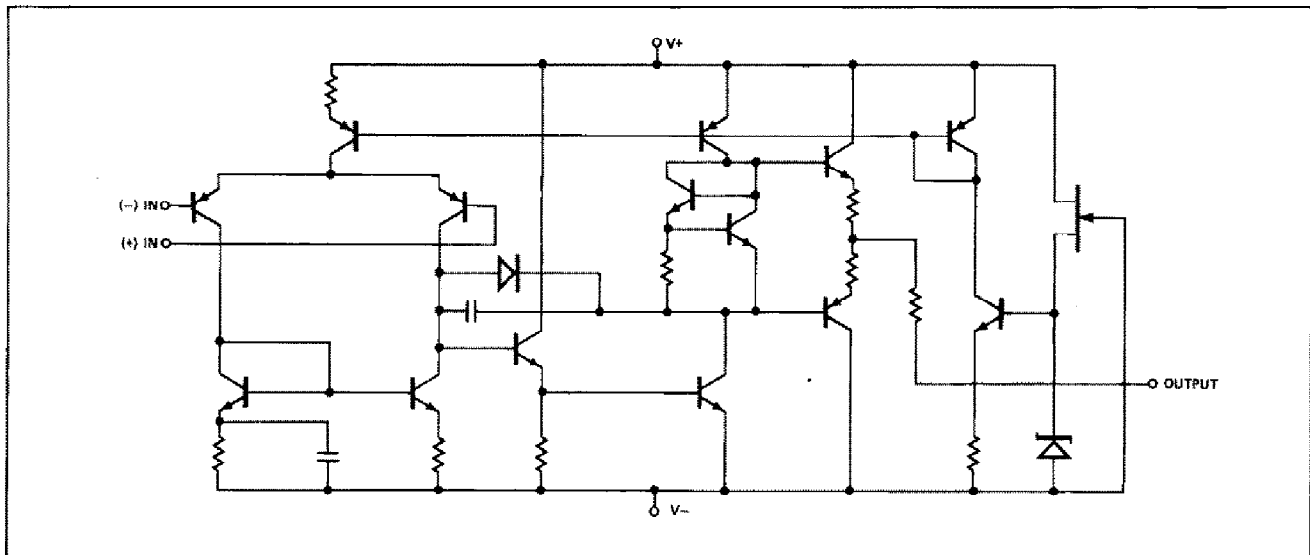 V+
(−) IN
(+) IN
OUTPUT
V−